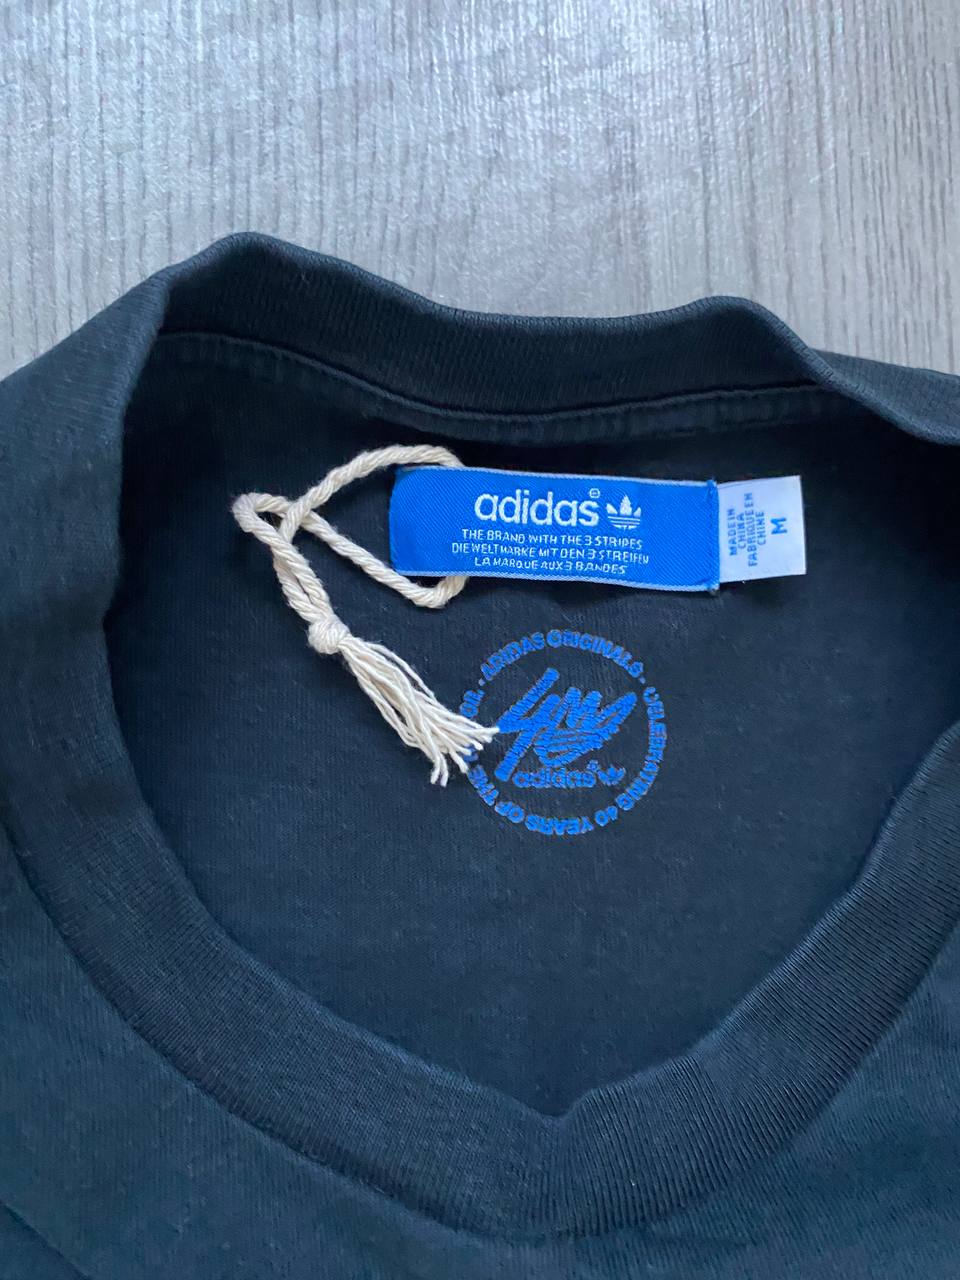 adidas®
THE BRAND WITH THE 3 STRIPES
DIE WELTMARKE MIT DEN 3 STREIFEN
LA MARQUE AUX 3 BANDES
MADE IN
CHINA
FABRIQUE EN
CHINE
M
· ADIDAS ORIGINALS · CELEBRATING 40 YEARS OF THE
adidas